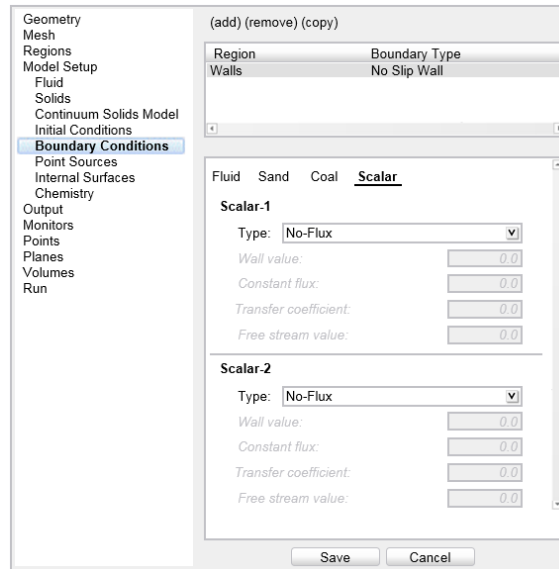 Geometry
Mesh
Regions
Model Setup
Fluid
Solids
Continuum Solids Model
Initial Conditions
Boundary Conditions
Point Sources
Internal Surfaces
Chemistry
Output
Monitors
Points
Planes
Volumes
Run
(add) (remove) (copy)
Region Boundary Type
Walls No Slip Wall
Fluid Sand Coal Scalar
Scalar-1
Type: No-Flux
Wall value: 0.0
Constant flux: 0.0
Transfer coefficient: 0.0
Free stream value: 0.0
Scalar-2
Type: No-Flux
Wall value: 0.0
Constant flux: 0.0
Transfer coefficient: 0.0
Free stream value: 0.0
Save Cancel